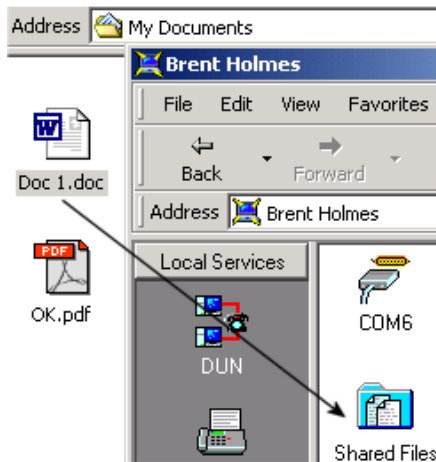 Address My Documents
Brent Holmes
File Edit View Favorites
Back Forward
Address Brent Holmes
W
Doc 1.doc
PDF
OK.pdf
Local Services
DUN
COM6
Shared Files